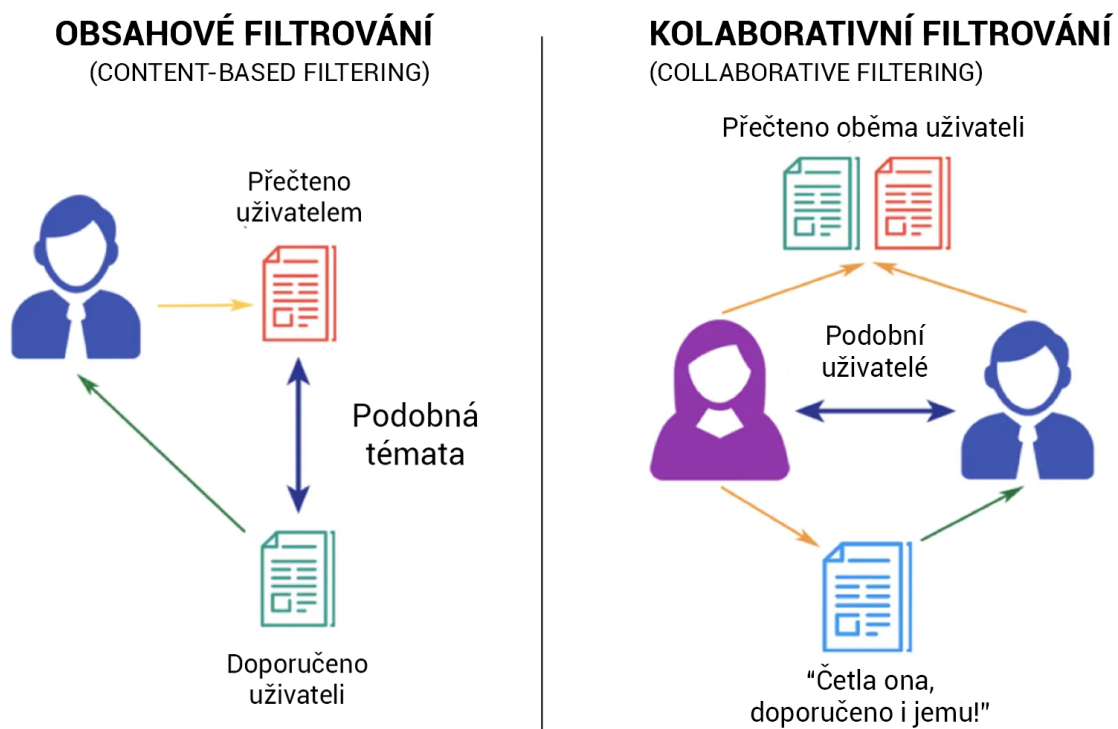 OBSAHOVÉ FILTROVÁNÍ
(CONTENT-BASED FILTERING)
Přečteno
uživatelem
Podobná
témata
Doporučeno
uživateli
KOLABORATIVNÍ FILTROVÁNÍ
(COLLABORATIVE FILTERING)
Přečteno oběma uživateli
Podobní
uživatelé
“Četla ona,
doporučeno i jemu!”